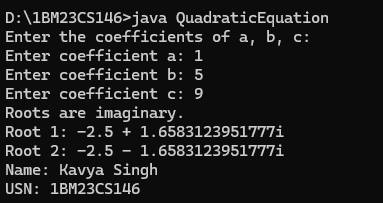 D:\1BM23CS146>java QuadraticEquation
Enter the coefficients of a, b, c:
Enter coefficient a: 1
Enter coefficient b: 5
Enter coefficient c: 9
Roots are imaginary.
Root 1: -2.5 + 1.6583123951777i
Root 2: -2.5 - 1.6583123951777i
Name: Kavya Singh
USN: 1BM23CS146